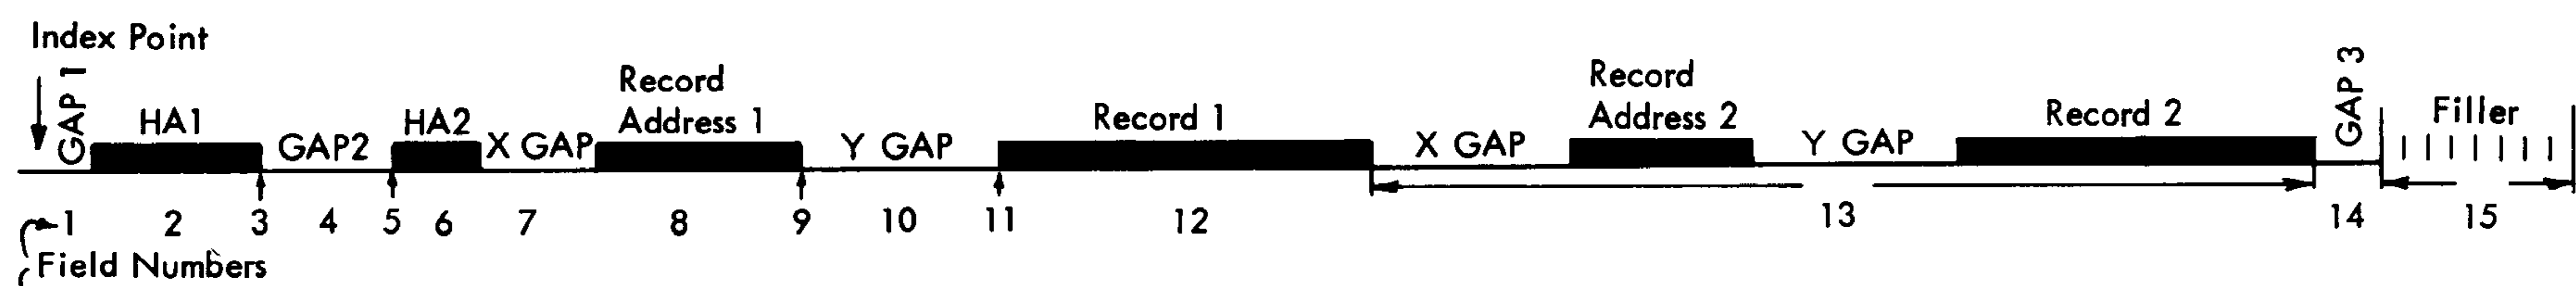 Index Point
GAP 1
HA1
GAP2
HA2
X GAP
Record
Address 1
Y GAP
Record 1
X GAP
Record
Address 2
Y GAP
Record 2
GAP 3
Filler
1 2 3 4 5 6 7 8 9 10 11 12 13 14 15
Field Numbers